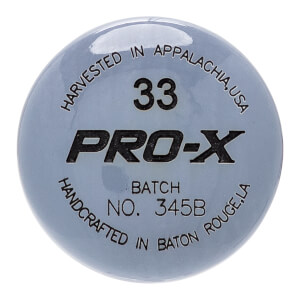 HARVESTED IN APPALACHIA, USA
33
PRO-X
BATCH
NO. 345B
HANDCRAFTED IN BATON ROUGE, LA